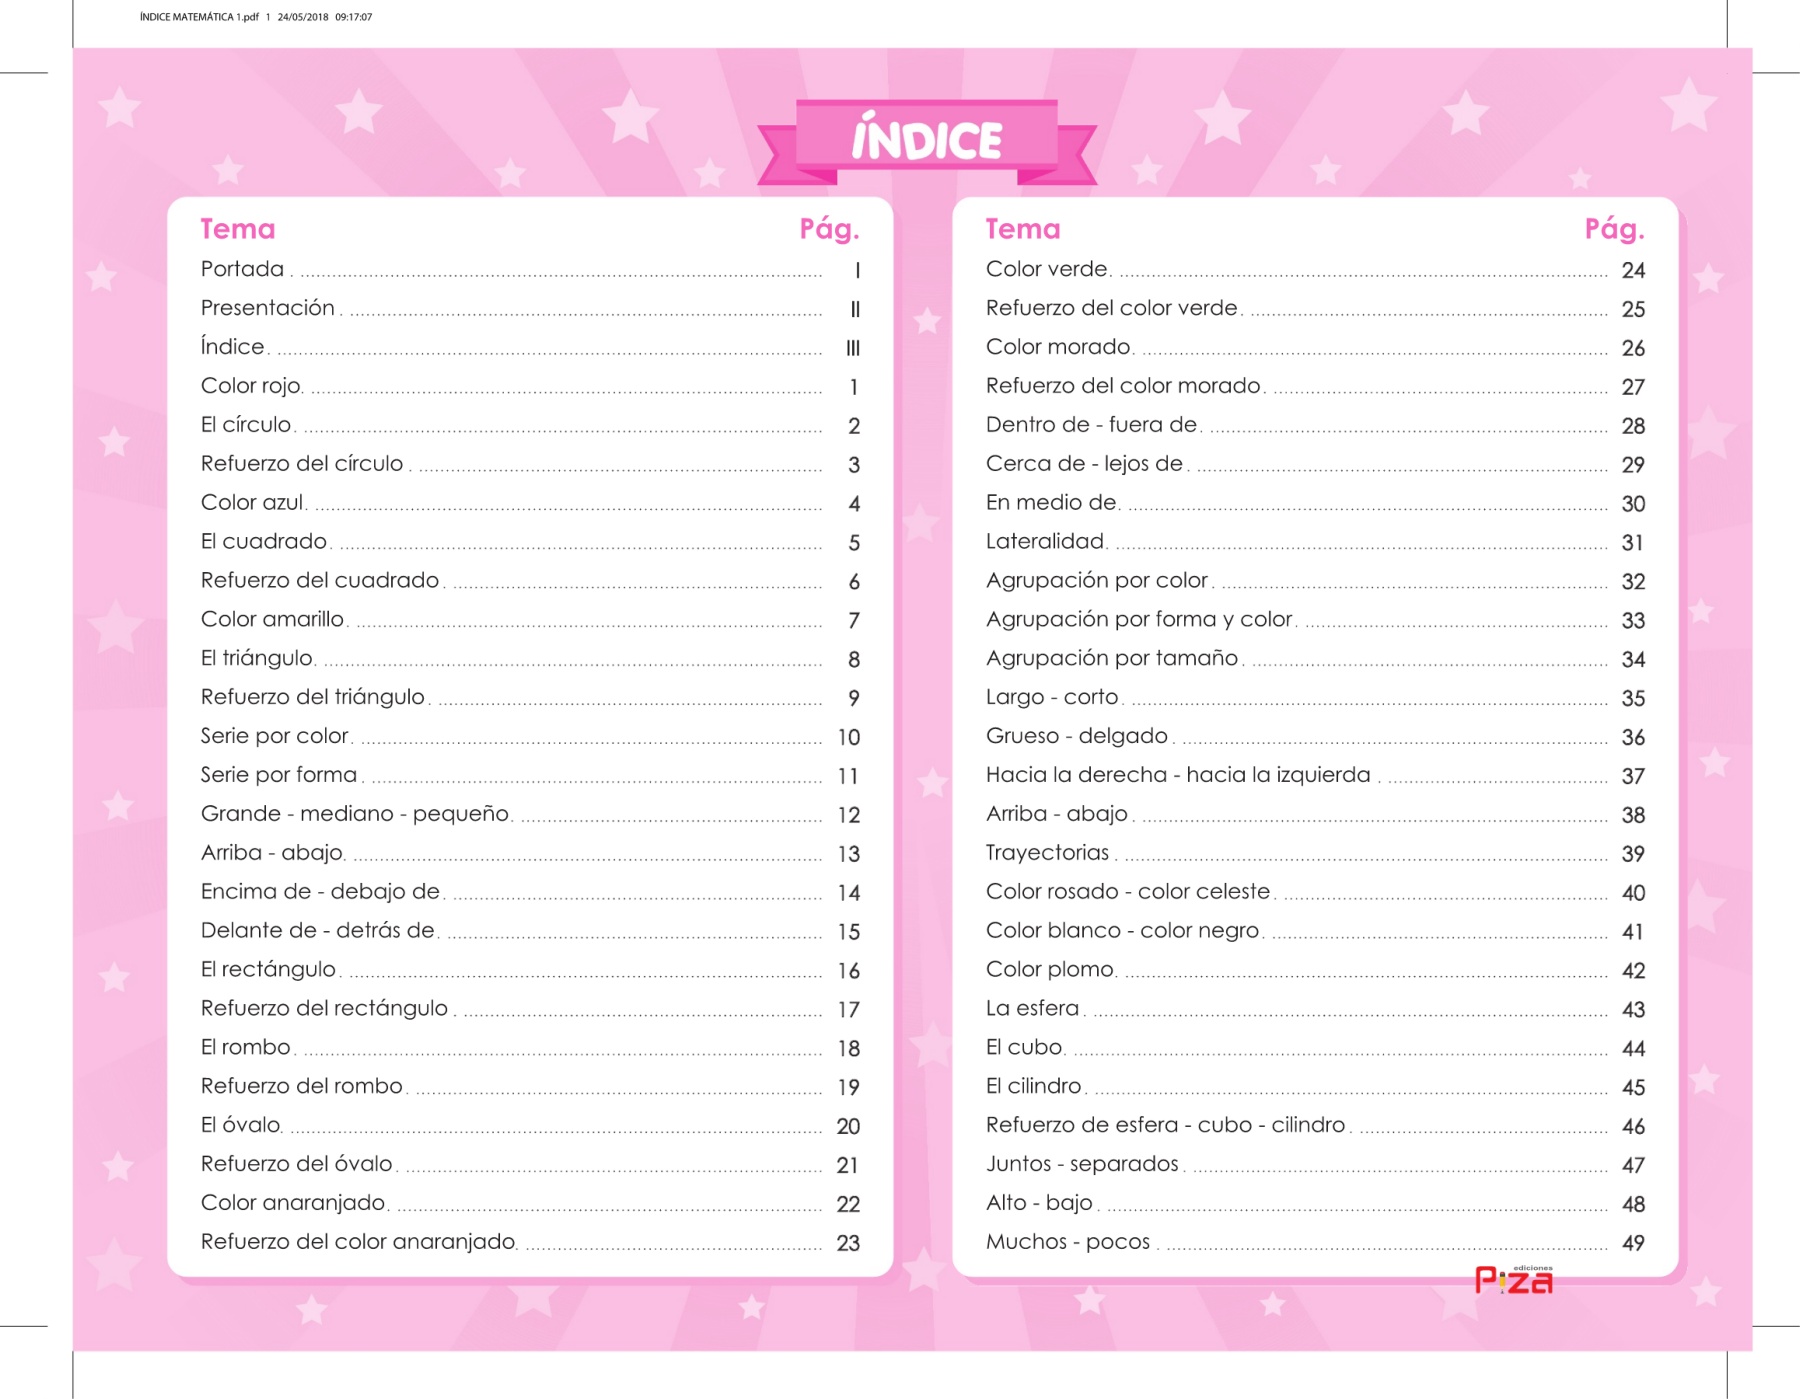 ÍNDICE MATEMÁTICA 1.pdf 1 24/05/2018 09:17:07
ÍNDICE
Tema Pág.
Portada I
Presentación II
Índice III
Color rojo 1
El círculo 2
Refuerzo del círculo 3
Color azul 4
El cuadrado 5
Refuerzo del cuadrado 6
Color amarillo 7
El triángulo 8
Refuerzo del triángulo 9
Serie por color 10
Serie por forma 11
Grande - mediano - pequeño 12
Arriba - abajo 13
Encima de - debajo de 14
Delante de - detrás de 15
El rectángulo 16
Refuerzo del rectángulo 17
El rombo 18
Refuerzo del rombo 19
El óvalo 20
Refuerzo del óvalo 21
Color anaranjado 22
Refuerzo del color anaranjado 23
Tema Pág.
Color verde 24
Refuerzo del color verde 25
Color morado 26
Refuerzo del color morado 27
Dentro de - fuera de 28
Cerca de - lejos de 29
En medio de 30
Lateralidad 31
Agrupación por color 32
Agrupación por forma y color 33
Agrupación por tamaño 34
Largo - corto 35
Grueso - delgado 36
Hacia la derecha - hacia la izquierda 37
Arriba - abajo 38
Trayectorias 39
Color rosado - color celeste 40
Color blanco - color negro 41
Color plomo 42
La esfera 43
El cubo 44
El cilindro 45
Refuerzo de esfera - cubo - cilindro 46
Juntos - separados 47
Alto - bajo 48
Muchos - pocos 49
ediciones
Piza